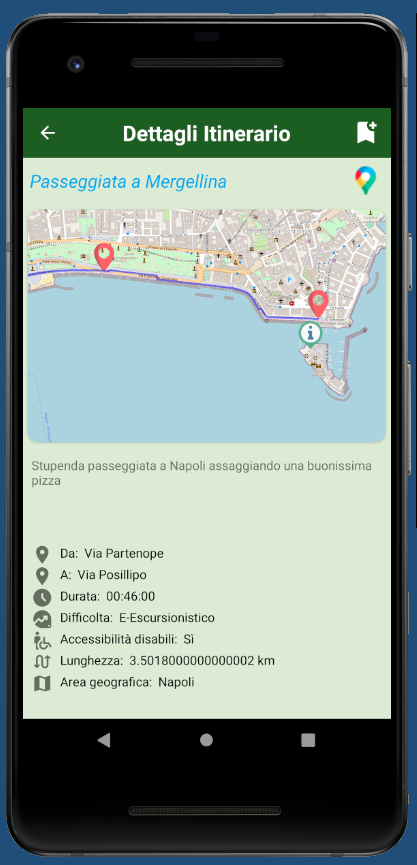 Dettagli Itinerario
Passeggiata a Mergellina
Stupenda passeggiata a Napoli assaggiando una buonissima
pizza
Da: Via Partenope
A: Via Posillipo
Durata: 00:46:00
Difficolta: E-Escursionistico
Accessibilità disabili: Sì
Lunghezza: 3.5018000000000002 km
Area geografica: Napoli